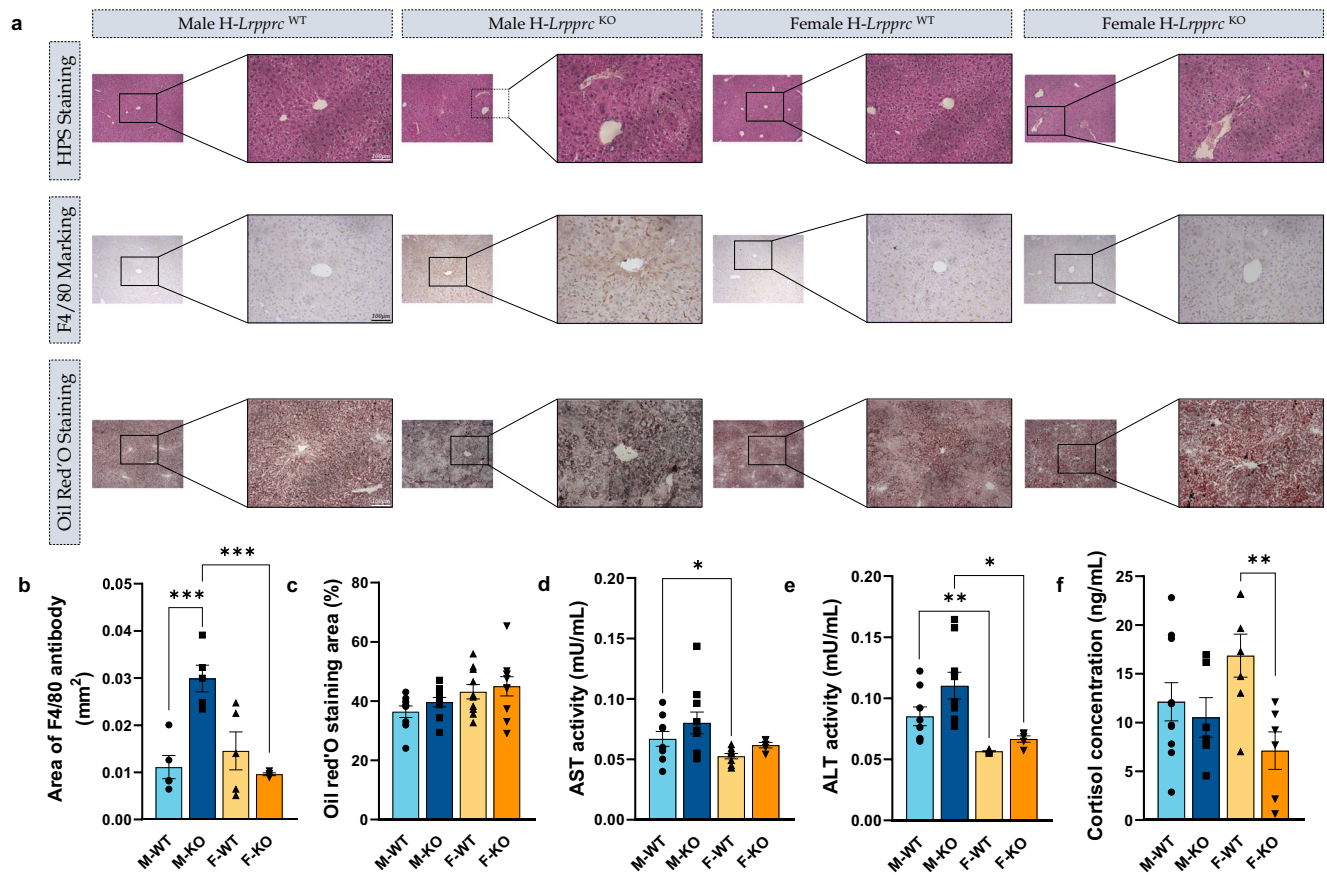 a
Male H-Lrpprc WT
Male H-Lrpprc KO
Female H-Lrpprc WT
Female H-Lrpprc KO
HPS Staining
100µm
F4/80 Marking
100µm
Oil Red'O Staining
100µm
b
Area of F4/80 antibody
(mm2)
0.05
0.04
0.03
0.02
0.01
0.00
***
***
M-WT
M-KO
F-WT
F-KO
c
Oil red'O staining area (%)
80
60
40
20
0
M-WT
M-KO
F-WT
F-KO
d
AST activity (mU/mL)
0.20
0.15
0.10
0.05
0.00
*
M-WT
M-KO
F-WT
F-KO
e
ALT activity (mU/mL)
0.20
0.15
0.10
0.05
0.00
**
*
M-WT
M-KO
F-WT
F-KO
f
Cortisol concentration (ng/mL)
25
20
15
10
5
0
**
M-WT
M-KO
F-WT
F-KO